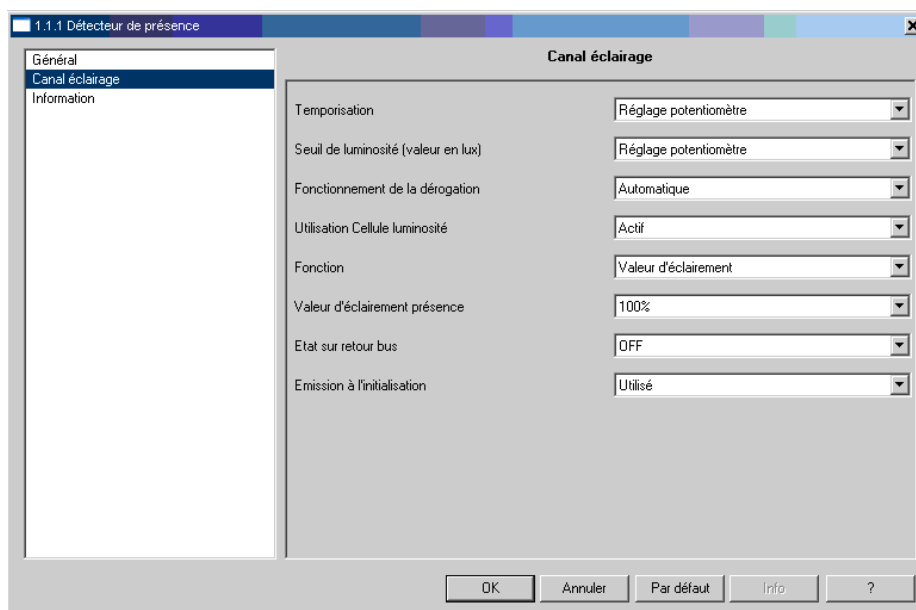 1.1.1 Détecteur de présence
Général
Canal éclairage
Information
Canal éclairage
Temporisation Réglage potentiomètre
Seuil de luminosité (valeur en lux) Réglage potentiomètre
Fonctionnement de la dérogation Automatique
Utilisation Cellule luminosité Actif
Fonction Valeur d'éclairement
Valeur d'éclairement présence 100%
Etat sur retour bus OFF
Emission à l'initialisation Utilisé
OK Annuler Par défaut Info ?